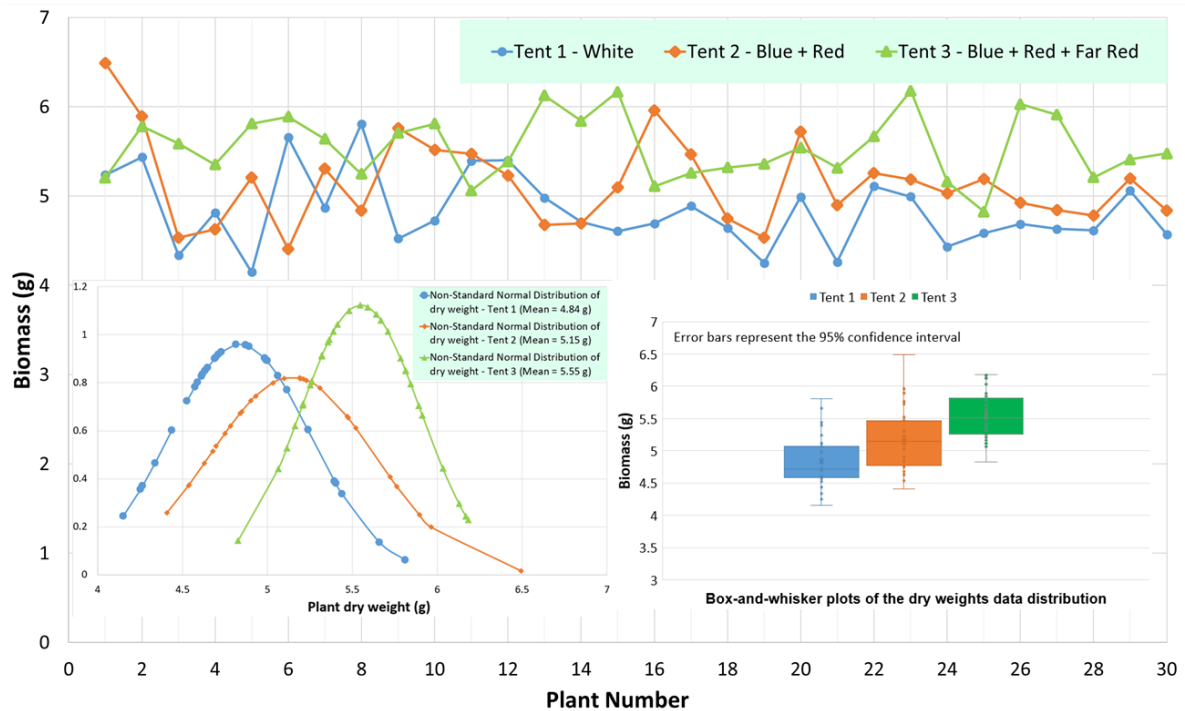 7
6
5
4
3
2
1
0
Biomass (g)
Tent 1 - White
Tent 2 - Blue + Red
Tent 3 - Blue + Red + Far Red
1.2
1
0.8
0.6
0.4
0.2
0
Non-Standard Normal Distribution of
dry weight - Tent 1 (Mean = 4.84 g)
Non-Standard Normal Distribution of
dry weight - Tent 2 (Mean = 5.15 g)
Non-Standard Normal Distribution of
dry weight - Tent 3 (Mean = 5.55 g)
4 4.5 5 5.5 6 6.5 7
Plant dry weight (g)
Tent 1 Tent 2 Tent 3
Error bars represent the 95% confidence interval
7
6.5
6
5.5
5
4.5
4
3.5
3
Biomass (g)
Box-and-whisker plots of the dry weights data distribution
0 2 4 6 8 10 12 14 16 18 20 22 24 26 28 30
Plant Number